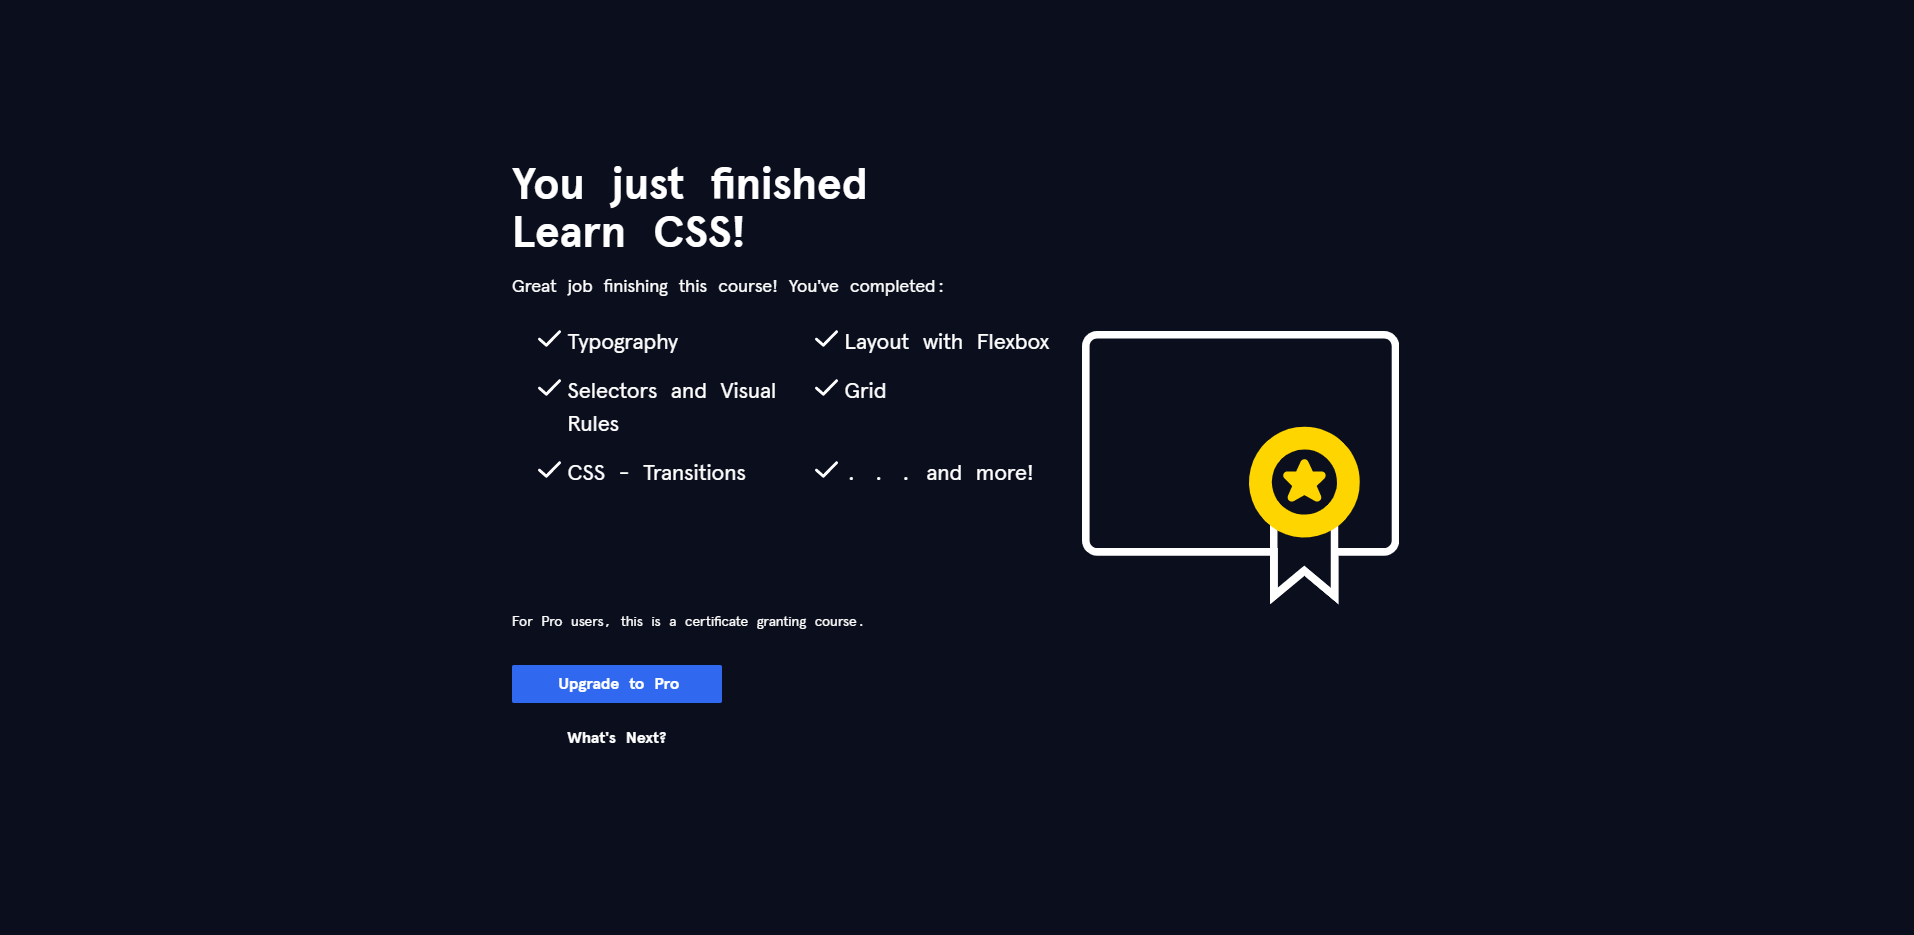 You just finished
Learn CSS!
Great job finishing this course! You've completed:
Typography
Layout with Flexbox
Selectors and Visual
Rules
Grid
CSS - Transitions
. . . and more!
For Pro users, this is a certificate granting course.
Upgrade to Pro
What's Next?